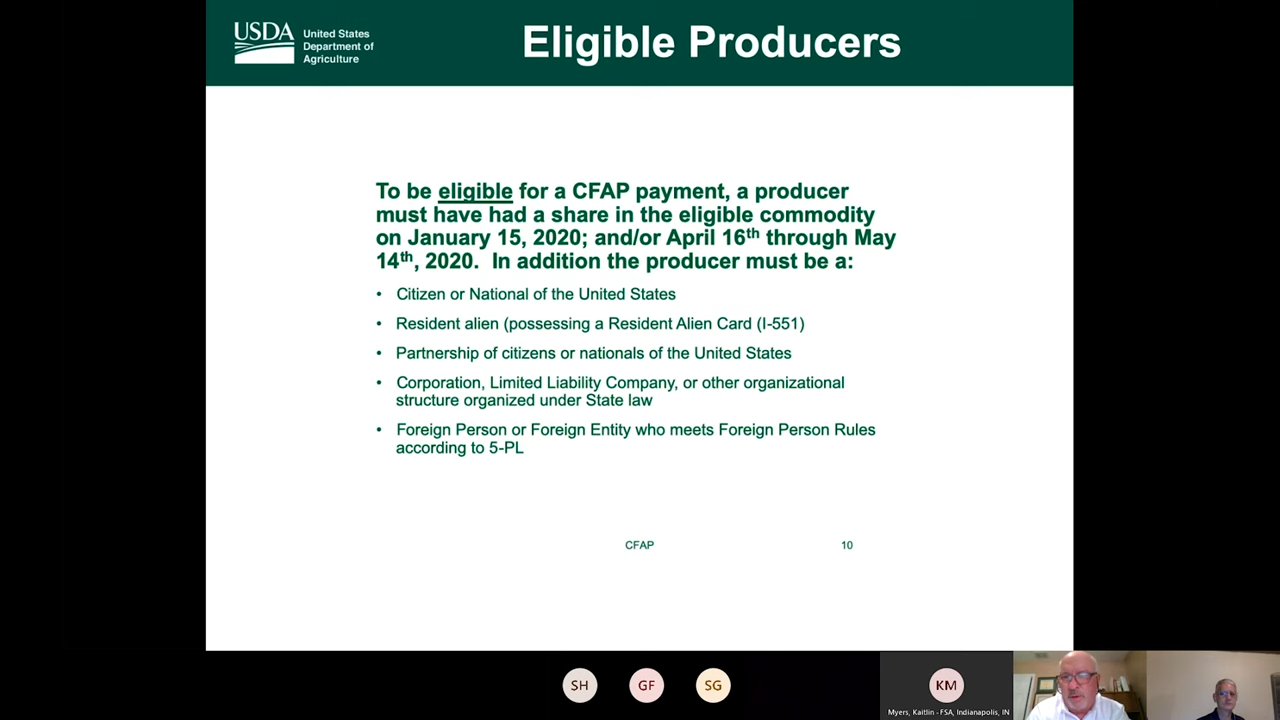 USDA
United States
Department of
Agriculture
Eligible Producers
To be eligible for a CFAP payment, a producer
must have had a share in the eligible commodity
on January 15, 2020; and/or April 16th through May
14th, 2020. In addition the producer must be a:
• Citizen or National of the United States
• Resident alien (possessing a Resident Alien Card (I-551)
• Partnership of citizens or nationals of the United States
• Corporation, Limited Liability Company, or other organizational
structure organized under State law
• Foreign Person or Foreign Entity who meets Foreign Person Rules
according to 5-PL
CFAP 10
SH GF SG KM
Myers, Kaitlin - FSA, Indianapolis, IN